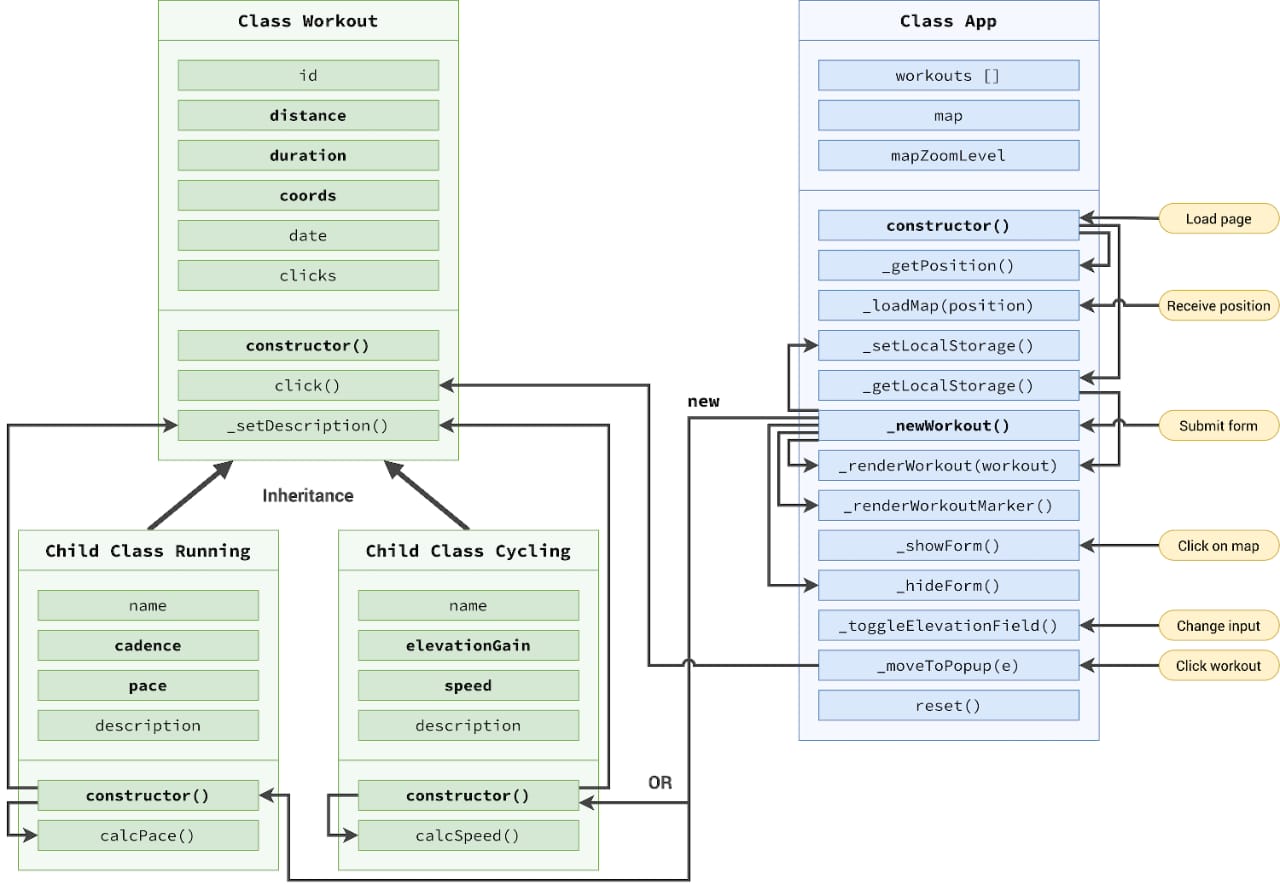 Class Workout
id
distance
duration
coords
date
clicks
constructor()
click()
_setDescription()
Inheritance
Child Class Running
name
cadence
pace
description
constructor()
calcPace()
Child Class Cycling
name
elevationGain
speed
description
constructor()
calcSpeed()
OR
new
Class App
workouts []
map
mapZoomLevel
constructor()
_getPosition()
_loadMap(position)
_setLocalStorage()
_getLocalStorage()
_newWorkout()
_renderWorkout(workout)
_renderWorkoutMarker()
_showForm()
_hideForm()
_toggleElevationField()
_moveToPopup(e)
reset()
Load page
Receive position
Submit form
Click on map
Change input
Click workout